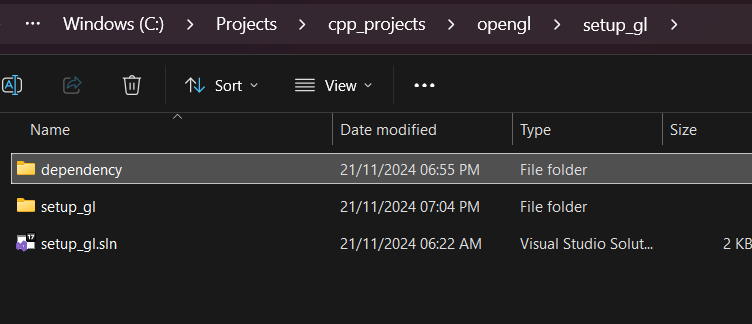 ... Windows (C:) > Projects > cpp_projects > opengl > setup_gl >
Sort View ...
Name Date modified Type Size
dependency 21/11/2024 06:55 PM File folder
setup_gl 21/11/2024 07:04 PM File folder
setup_gl.sln 21/11/2024 06:22 AM Visual Studio Solut... 2 KB